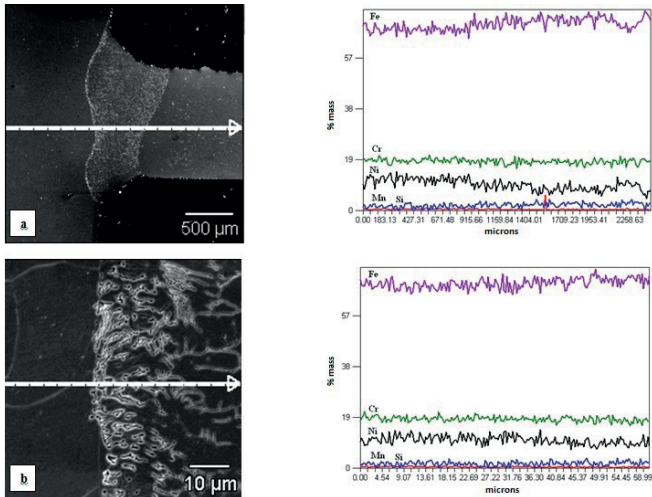 a
500 µm
Fe
57
38
Cr
19
Ni
Mn Si
0
0.00 183.13 427.31 671.48 915.66 1159.84 1404.01 1709.23 1953.41 2258.63
% mass
microns
b
10 µm
Fe
57
38
19
Cr
Ni
Mn Si
0
0.00 4.54 9.07 13.61 18.15 22.69 27.22 31.76 36.30 40.84 45.37 49.91 54.45 58.99
% mass
microns